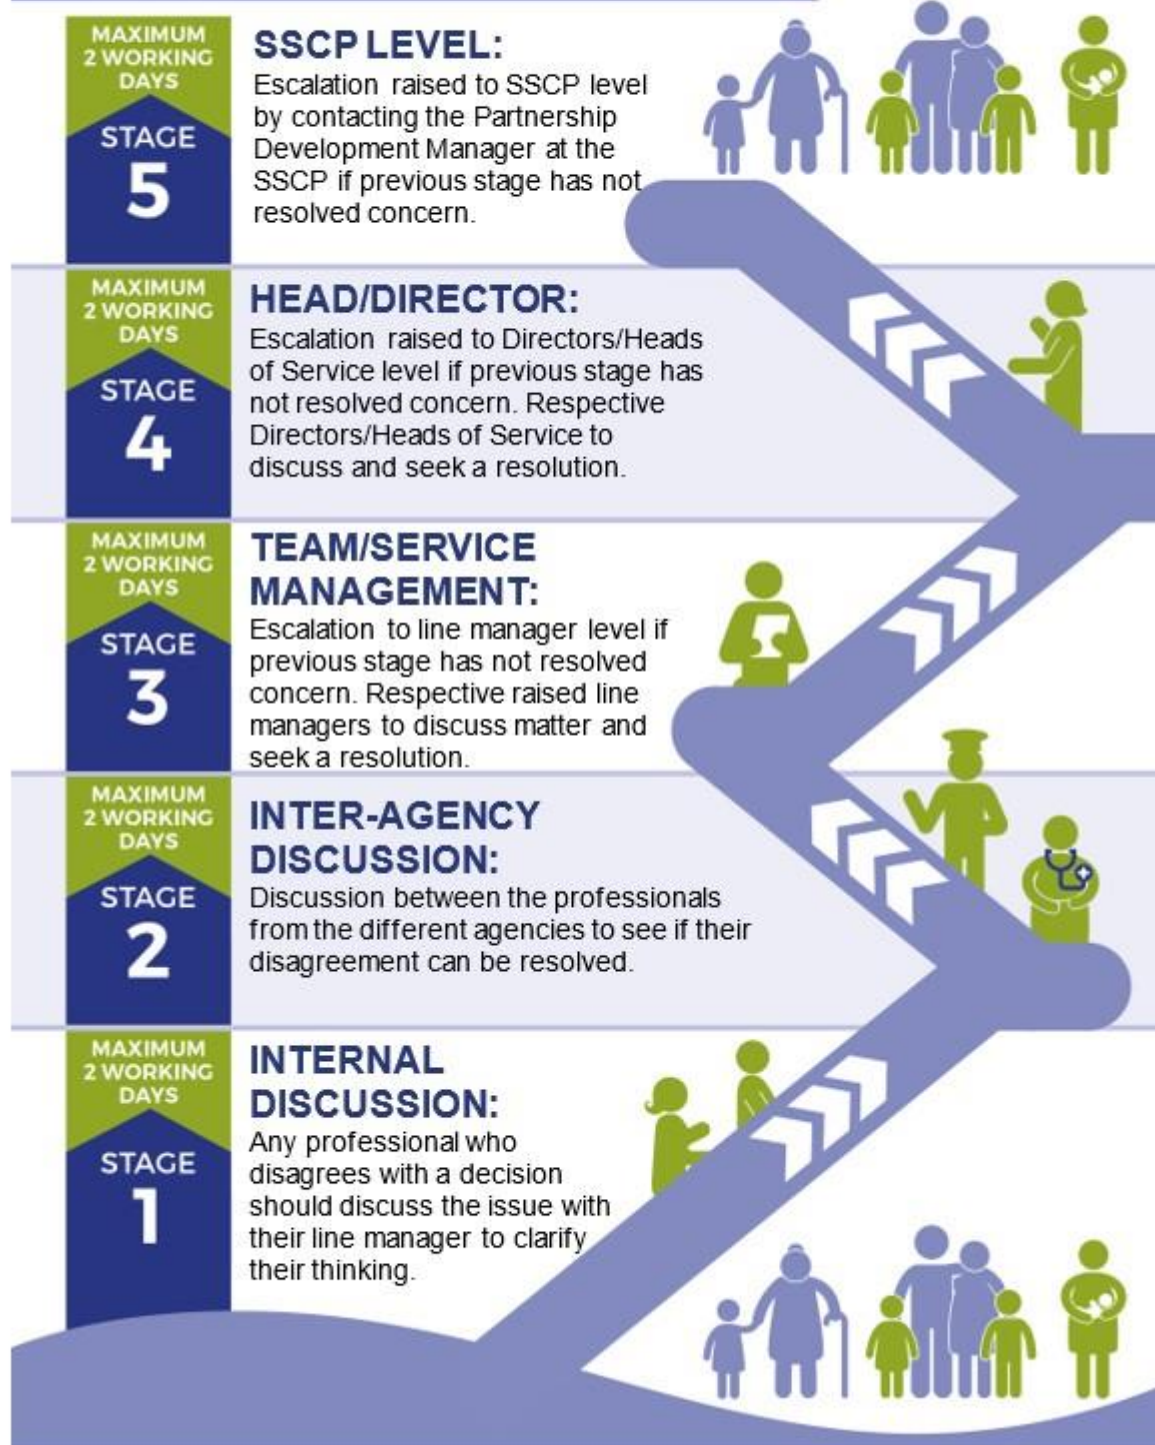 MAXIMUM
2 WORKING
DAYS
STAGE
5
SSCP LEVEL:
Escalation raised to SSCP level
by contacting the Partnership
Development Manager at the
SSCP if previous stage has not
resolved concern.
MAXIMUM
2 WORKING
DAYS
STAGE
4
HEAD/DIRECTOR:
Escalation raised to Directors/Heads
of Service level if previous stage has
not resolved concern. Respective
Directors/Heads of Service to
discuss and seek a resolution.
MAXIMUM
2 WORKING
DAYS
STAGE
3
TEAM/SERVICE
MANAGEMENT:
Escalation to line manager level if
previous stage has not resolved
concern. Respective raised line
managers to discuss matter and
seek a resolution.
MAXIMUM
2 WORKING
DAYS
STAGE
2
INTER-AGENCY
DISCUSSION:
Discussion between the professionals
from the different agencies to see if their
disagreement can be resolved.
MAXIMUM
2 WORKING
DAYS
STAGE
1
INTERNAL
DISCUSSION:
Any professional who
disagrees with a decision
should discuss the issue with
their line manager to clarify
their thinking.